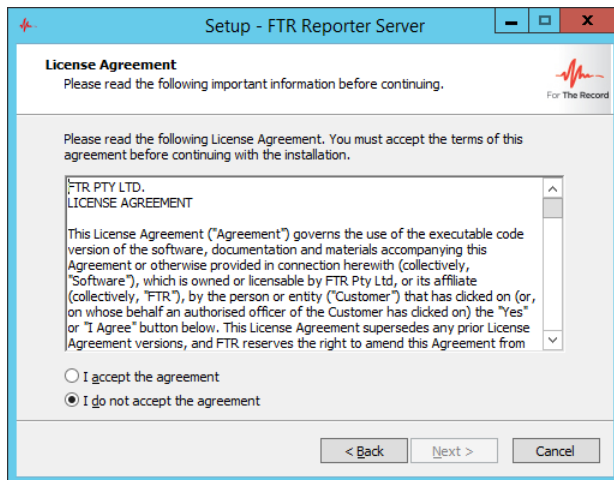 Setup - FTR Reporter Server
License Agreement
Please read the following important information before continuing.
For The Record
Please read the following License Agreement. You must accept the terms of this
agreement before continuing with the installation.
FTR PTY LTD.
LICENSE AGREEMENT
This License Agreement ("Agreement") governs the use of the executable code
version of the software, documentation and materials accompanying this
Agreement or otherwise provided in connection herewith (collectively,
"Software"), which is owned or licensable by FTR Pty Ltd, or its affiliate
(collectively, "FTR"), by the person or entity ("Customer") that has clicked on (or,
on whose behalf an authorised officer of the Customer has clicked on) the "Yes"
or "I Agree" button below. This License Agreement supersedes any prior License
Agreement versions, and FTR reserves the right to amend this Agreement from
I accept the agreement
I do not accept the agreement
< Back
Next >
Cancel